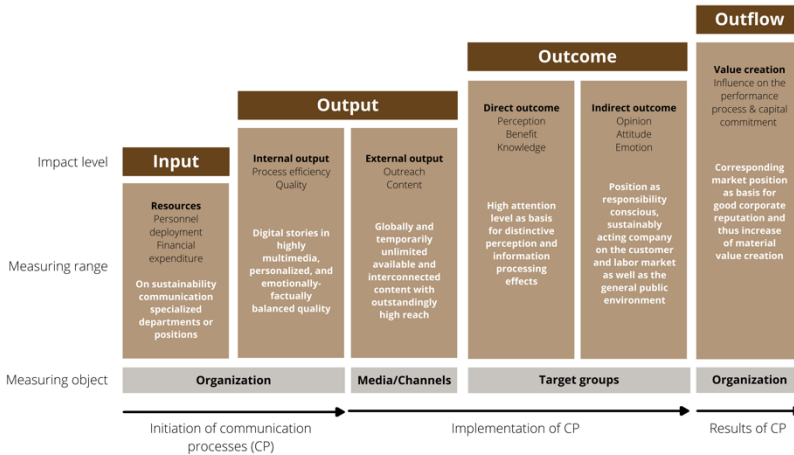 Outflow
Outcome
Output
Input
Impact level
Measuring range
Measuring object
Resources
Personnel
deployment
Financial
expenditure
On sustainability
communication
specialized
departments or
positions
Internal output
Process efficiency
Quality
Digital stories in
highly
multimedia,
personalized, and
emotionally-
factually
balanced quality
External output
Outreach
Content
Globally and
temporarily
unlimited
available and
interconnected
content with
outstandingly
high reach
Direct outcome
Perception
Benefit
Knowledge
High attention
level as basis
for distinctive
perception and
information
processing
effects
Indirect outcome
Opinion
Attitude
Emotion
Position as
responsibility
conscious,
sustainably
acting company
on the customer
and labor market
as well as the
general public
environment
Value creation
Influence on the
performance
process & capital
commitment
Corresponding
market position
as basis for
good corporate
reputation and
thus increase
of material
value creation
Organization
Media/Channels
Target groups
Organization
Initiation of communication
processes (CP)
Implementation of CP
Results of CP